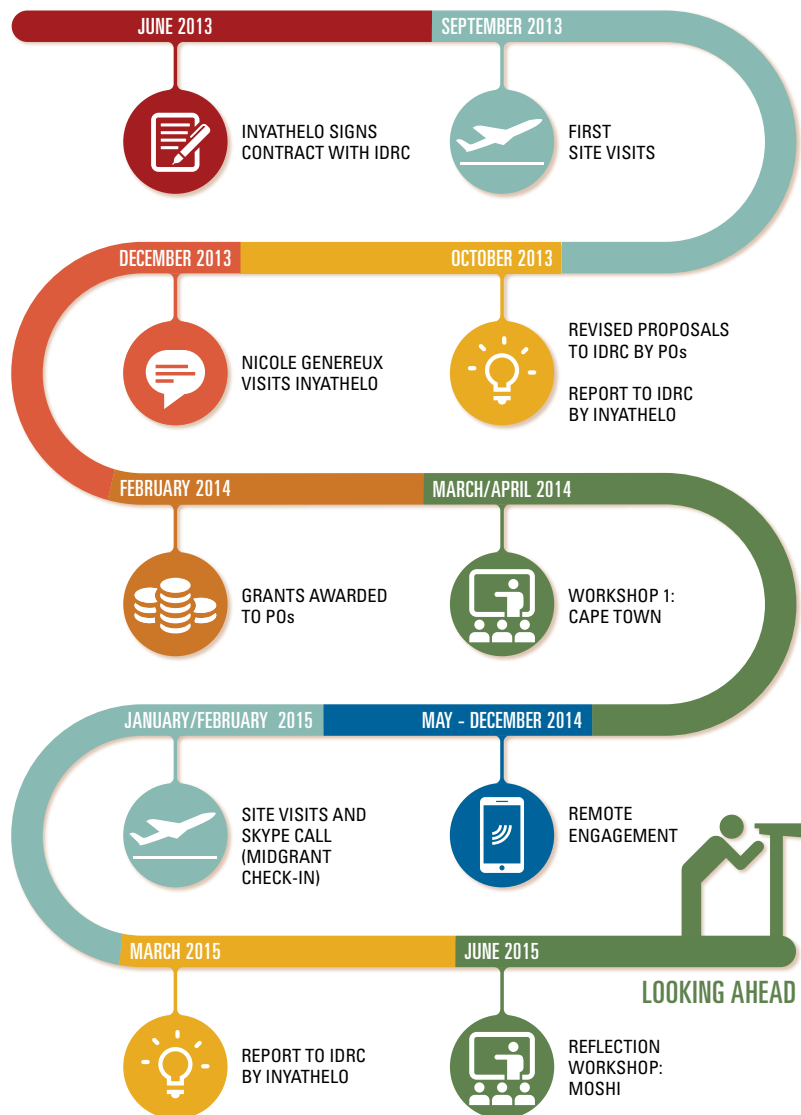 JUNE 2013
INYATHELO SIGNS
CONTRACT WITH IDRC
SEPTEMBER 2013
FIRST
SITE VISITS
OCTOBER 2013
REVISED PROPOSALS
TO IDRC BY POs
REPORT TO IDRC
BY INYATHELO
DECEMBER 2013
NICOLE GENEREUX
VISITS INYATHELO
FEBRUARY 2014
GRANTS AWARDED
TO POs
MARCH/APRIL 2014
WORKSHOP 1:
CAPE TOWN
MAY - DECEMBER 2014
REMOTE
ENGAGEMENT
JANUARY/FEBRUARY 2015
SITE VISITS AND
SKYPE CALL
(MIDGRANT
CHECK-IN)
MARCH 2015
REPORT TO IDRC
BY INYATHELO
JUNE 2015
REFLECTION
WORKSHOP:
MOSHI
LOOKING AHEAD